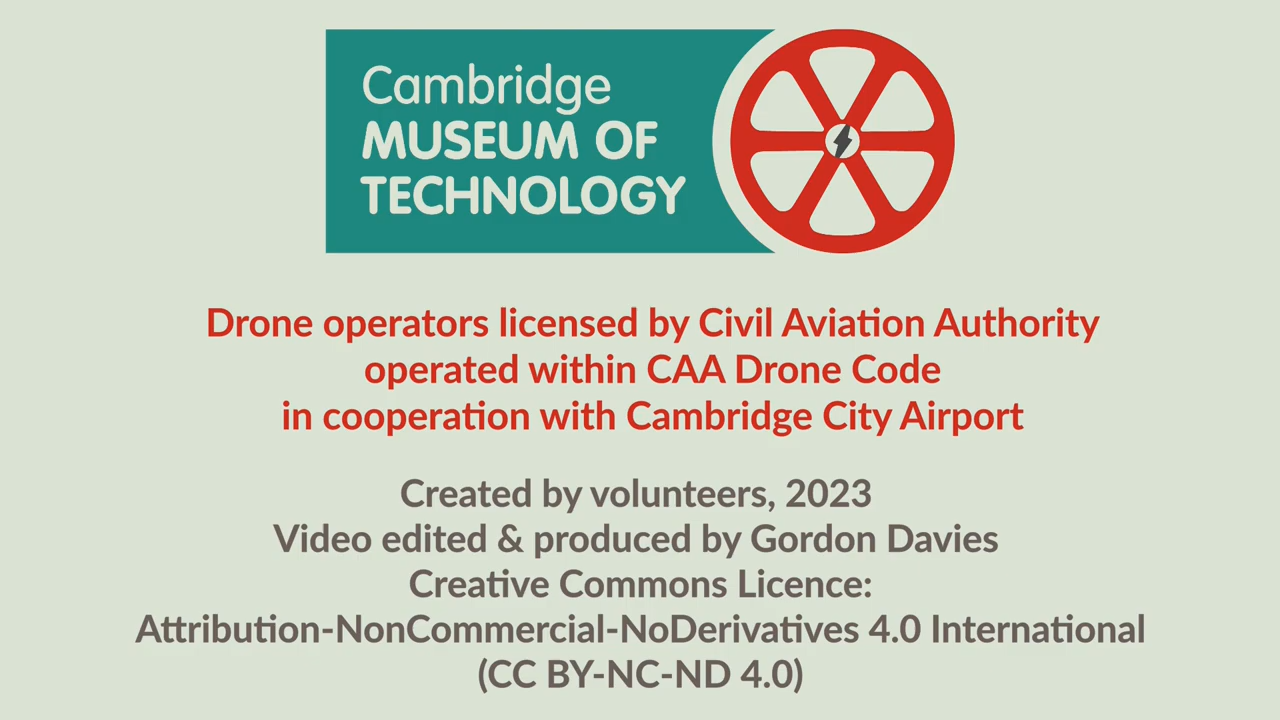 Cambridge
MUSEUM OF
TECHNOLOGY
Drone operators licensed by Civil Aviation Authority
operated within CAA Drone Code
in cooperation with Cambridge City Airport
Created by volunteers, 2023
Video edited & produced by Gordon Davies
Creative Commons Licence:
Attribution-NonCommercial-NoDerivatives 4.0 International
(CC BY-NC-ND 4.0)